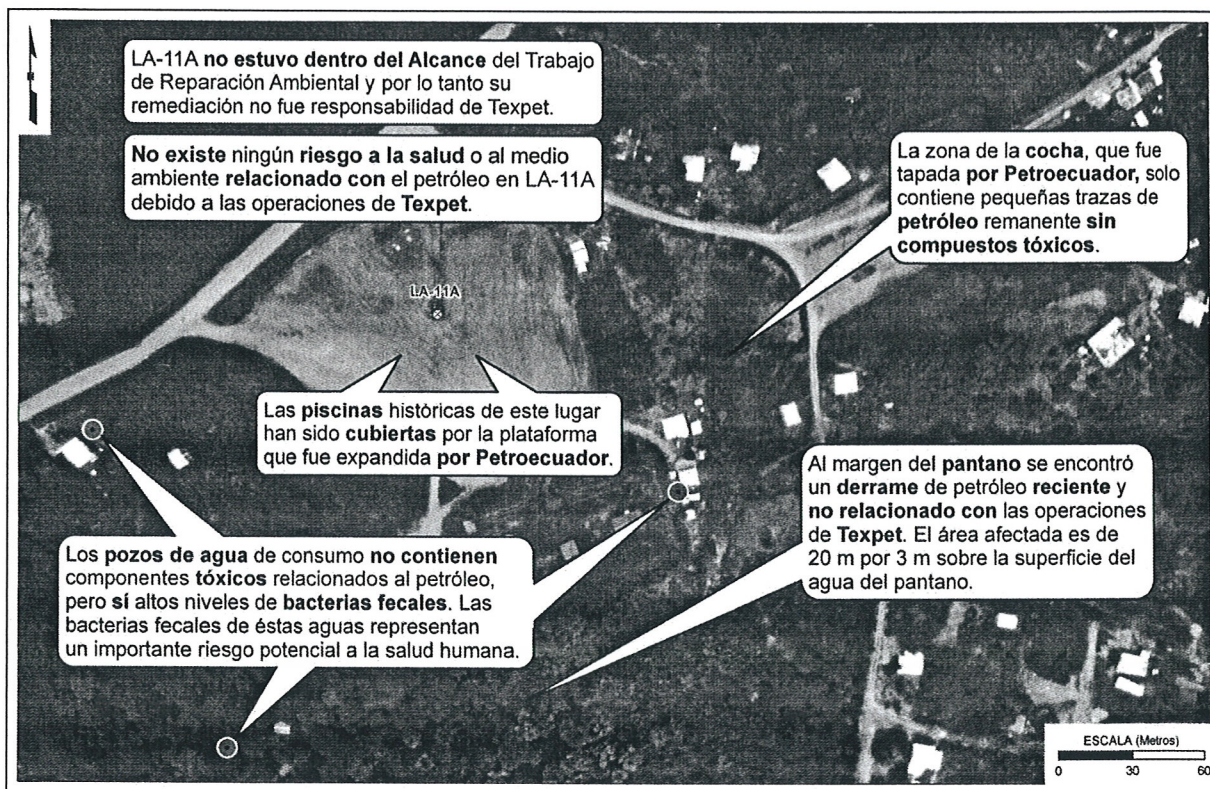 LA-11A no estuvo dentro del Alcance del Trabajo
de Reparación Ambiental y por lo tanto su
remediación no fue responsabilidad de Texpet.
No existe ningún riesgo a la salud o al medio
ambiente relacionado con el petróleo en LA-11A
debido a las operaciones de Texpet.
La zona de la cocha, que fue
tapada por Petroecuador, solo
contiene pequeñas trazas de
petróleo remanente sin
compuestos tóxicos.
LA-11A
Las piscinas históricas de este lugar
han sido cubiertas por la plataforma
que fue expandida por Petroecuador.
Al margen del pantano se encontró
un derrame de petróleo reciente y
no relacionado con las operaciones
de Texpet. El área afectada es de
20 m por 3 m sobre la superficie del
agua del pantano.
Los pozos de agua de consumo no contienen
componentes tóxicos relacionados al petróleo,
pero sí altos niveles de bacterias fecales. Las
bacterias fecales de éstas aguas representan
un importante riesgo potencial a la salud humana.
ESCALA (Metros)
0 30 60